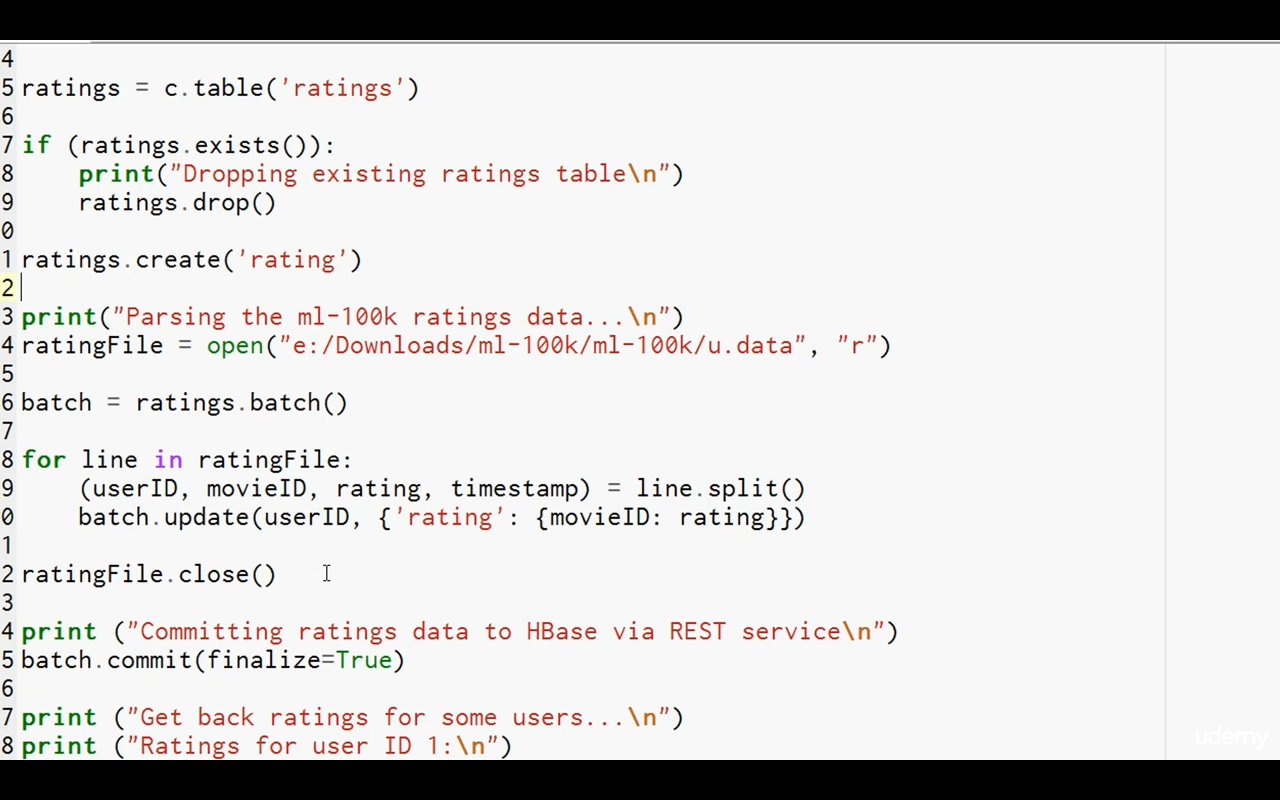 4
5 ratings = c.table('ratings')
6
7 if (ratings.exists()):
8     print("Dropping existing ratings table\n")
9     ratings.drop()
0
1 ratings.create('rating')
2
3 print("Parsing the ml-100k ratings data...\n")
4 ratingFile = open("e:/Downloads/ml-100k/ml-100k/u.data", "r")
5
6 batch = ratings.batch()
7
8 for line in ratingFile:
9     (userID, movieID, rating, timestamp) = line.split()
0     batch.update(userID, {'rating': {movieID: rating}})
1
2 ratingFile.close()
3
4 print ("Committing ratings data to HBase via REST service\n")
5 batch.commit(finalize=True)
6
7 print ("Get back ratings for some users...\n")
8 print ("Ratings for user ID 1:\n")
udemy